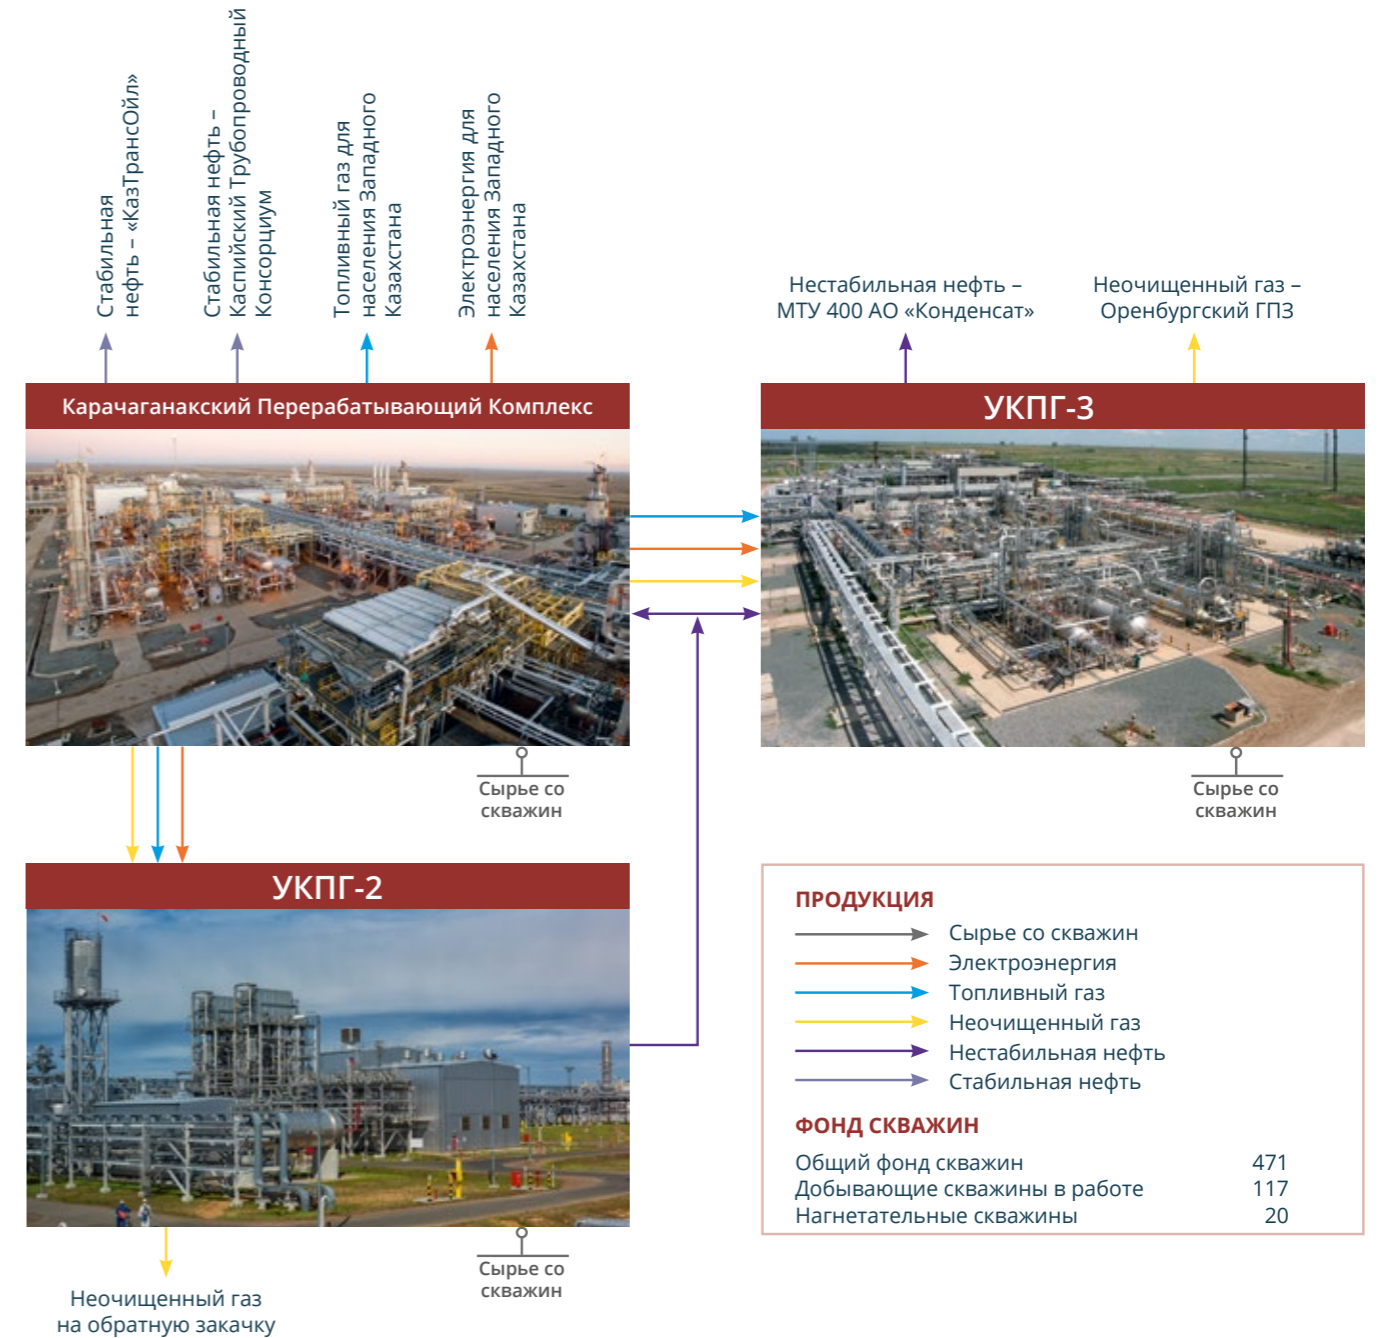 Стабильная
нефть – «КазТрансОйл»
Стабильная нефть –
Каспийский Трубопроводный
Консорциум
Топливный газ для
населения Западного
Казахстана
Электроэнергия для
населения Западного
Казахстана
Нестабильная нефть –
МТУ 400 АО «Конденсат»
Неочищенный газ –
Оренбургский ГПЗ
Карачаганакский Перерабатывающий Комплекс
УКПГ-3
Сырье со
скважин
Сырье со
скважин
УКПГ-2
Сырье со
скважин
Неочищенный газ
на обратную закачку
ПРОДУКЦИЯ
Сырье со скважин
Электроэнергия
Топливный газ
Неочищенный газ
Нестабильная нефть
Стабильная нефть
ФОНД СКВАЖИН
Общий фонд скважин 471
Добывающие скважины в работе 117
Нагнетательные скважины 20